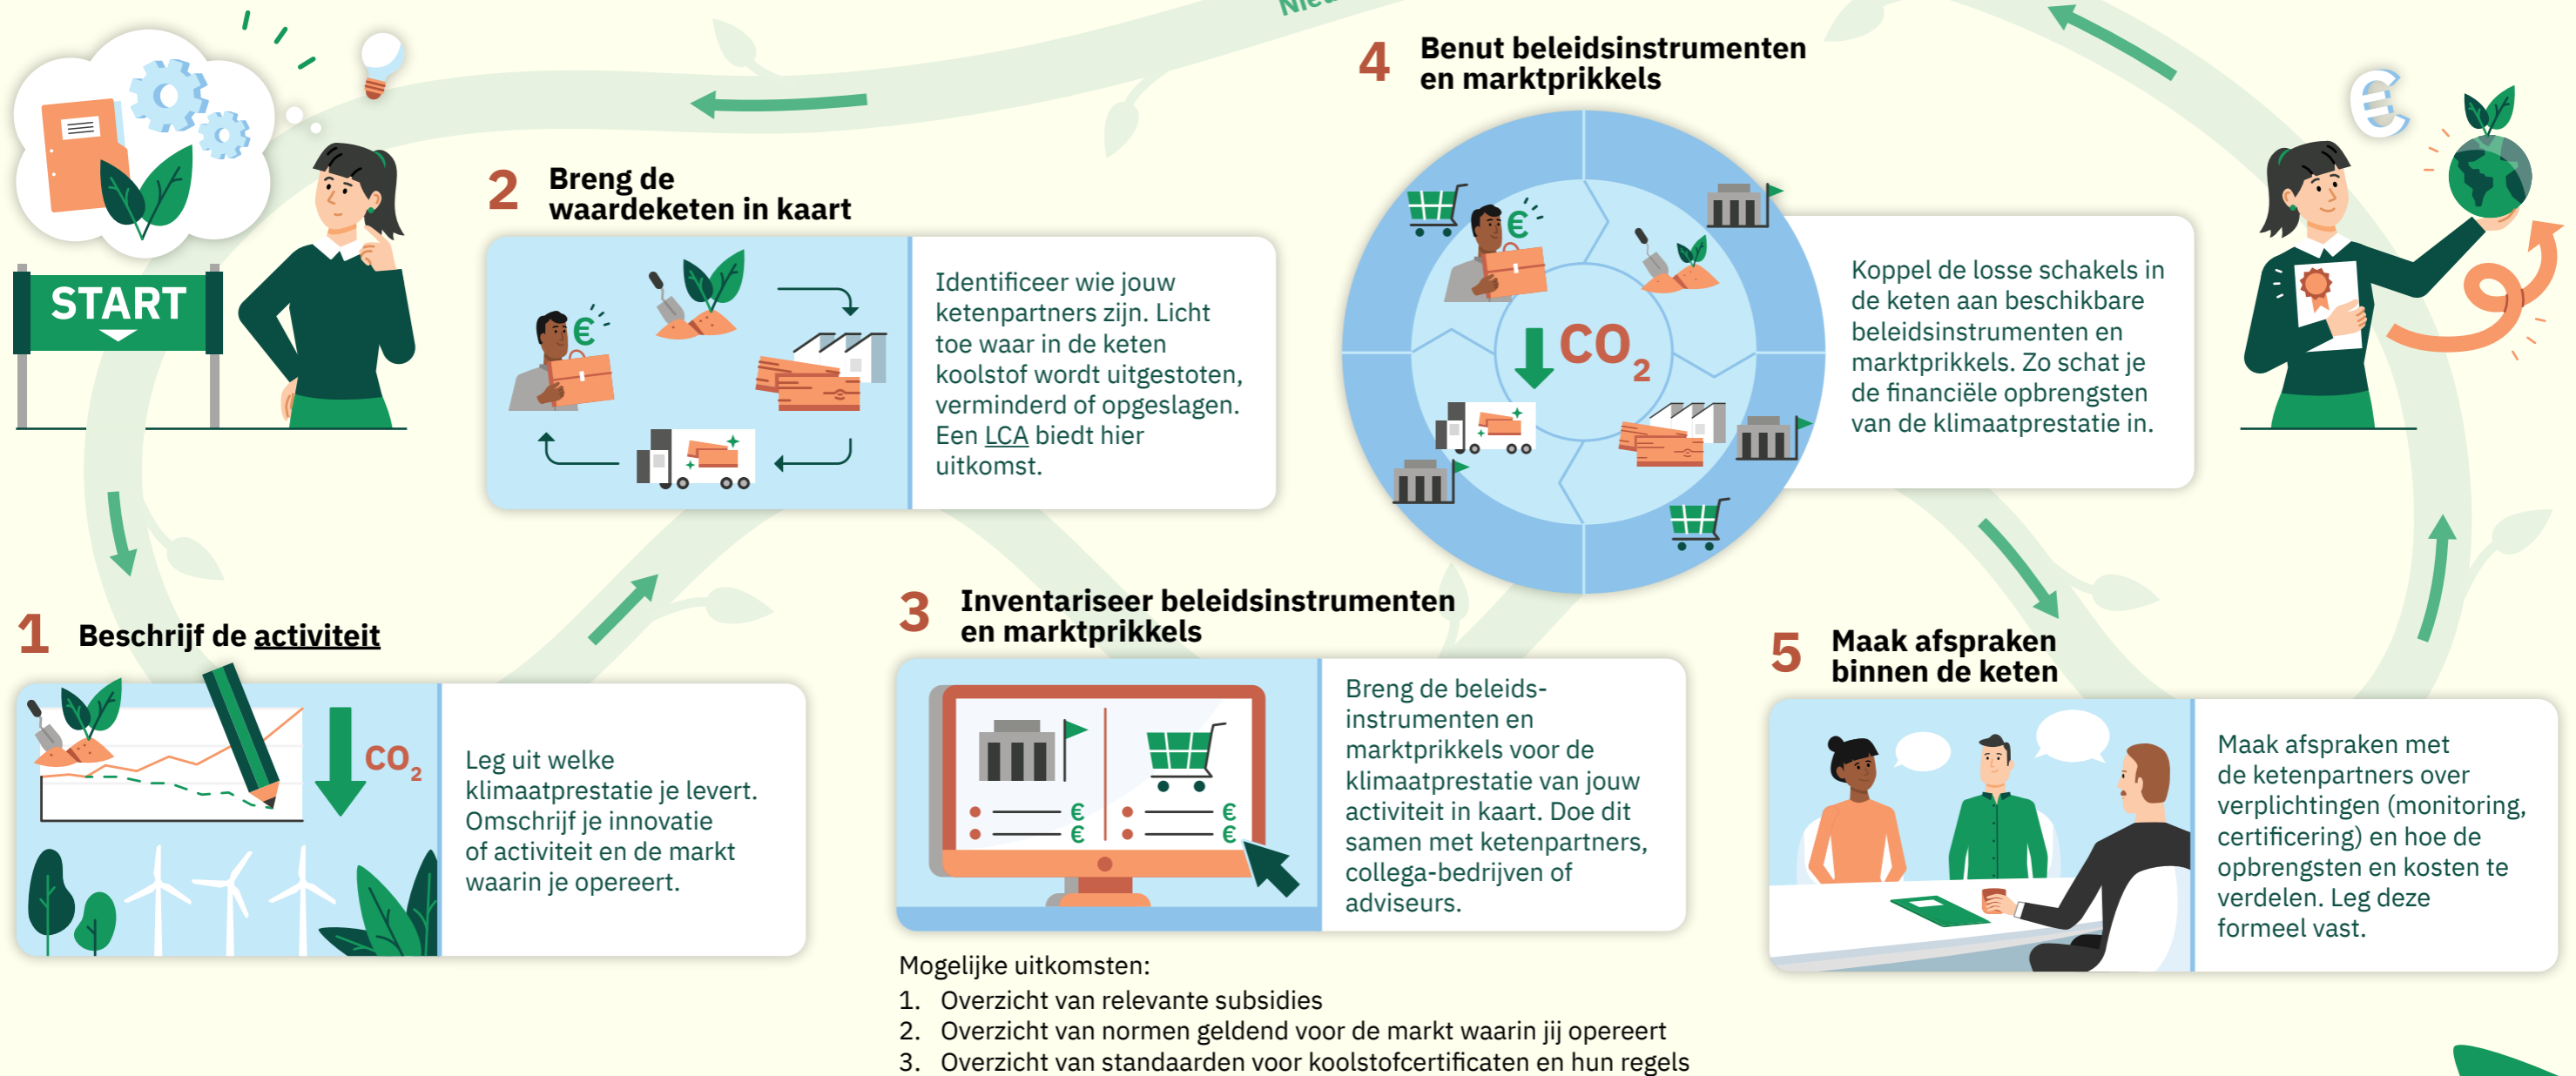 START
1 Beschrijf de activiteit
CO2
Leg uit welke
klimaatprestatie je levert.
Omschrijf je innovatie
of activiteit en de markt
waarin je opereert.
2 Breng de
waardeketen in kaart
€
Identificeer wie jouw
ketenpartners zijn. Licht
toe waar in de keten
koolstof wordt uitgestoten,
verminderd of opgeslagen.
Een LCA biedt hier
uitkomst.
3 Inventariseer beleidsinstrumenten
en marktprikkels
€ €
€ €
Breng de beleids-
instrumenten en
marktprikkels voor de
klimaatprestatie van jouw
activiteit in kaart. Doe dit
samen met ketenpartners,
collega-bedrijven of
adviseurs.
Mogelijke uitkomsten:
1. Overzicht van relevante subsidies
2. Overzicht van normen geldend voor de markt waarin jij opereert
3. Overzicht van standaarden voor koolstofcertificaten en hun regels
4 Benut beleidsinstrumenten
en marktprikkels
€
CO2
Koppel de losse schakels in
de keten aan beschikbare
beleidsinstrumenten en
marktprikkels. Zo schat je
de financiële opbrengsten
van de klimaatprestatie in.
5 Maak afspraken
binnen de keten
Maak afspraken met
de ketenpartners over
verplichtingen (monitoring,
certificering) en hoe de
opbrengsten en kosten te
verdelen. Leg deze
formeel vast.
€